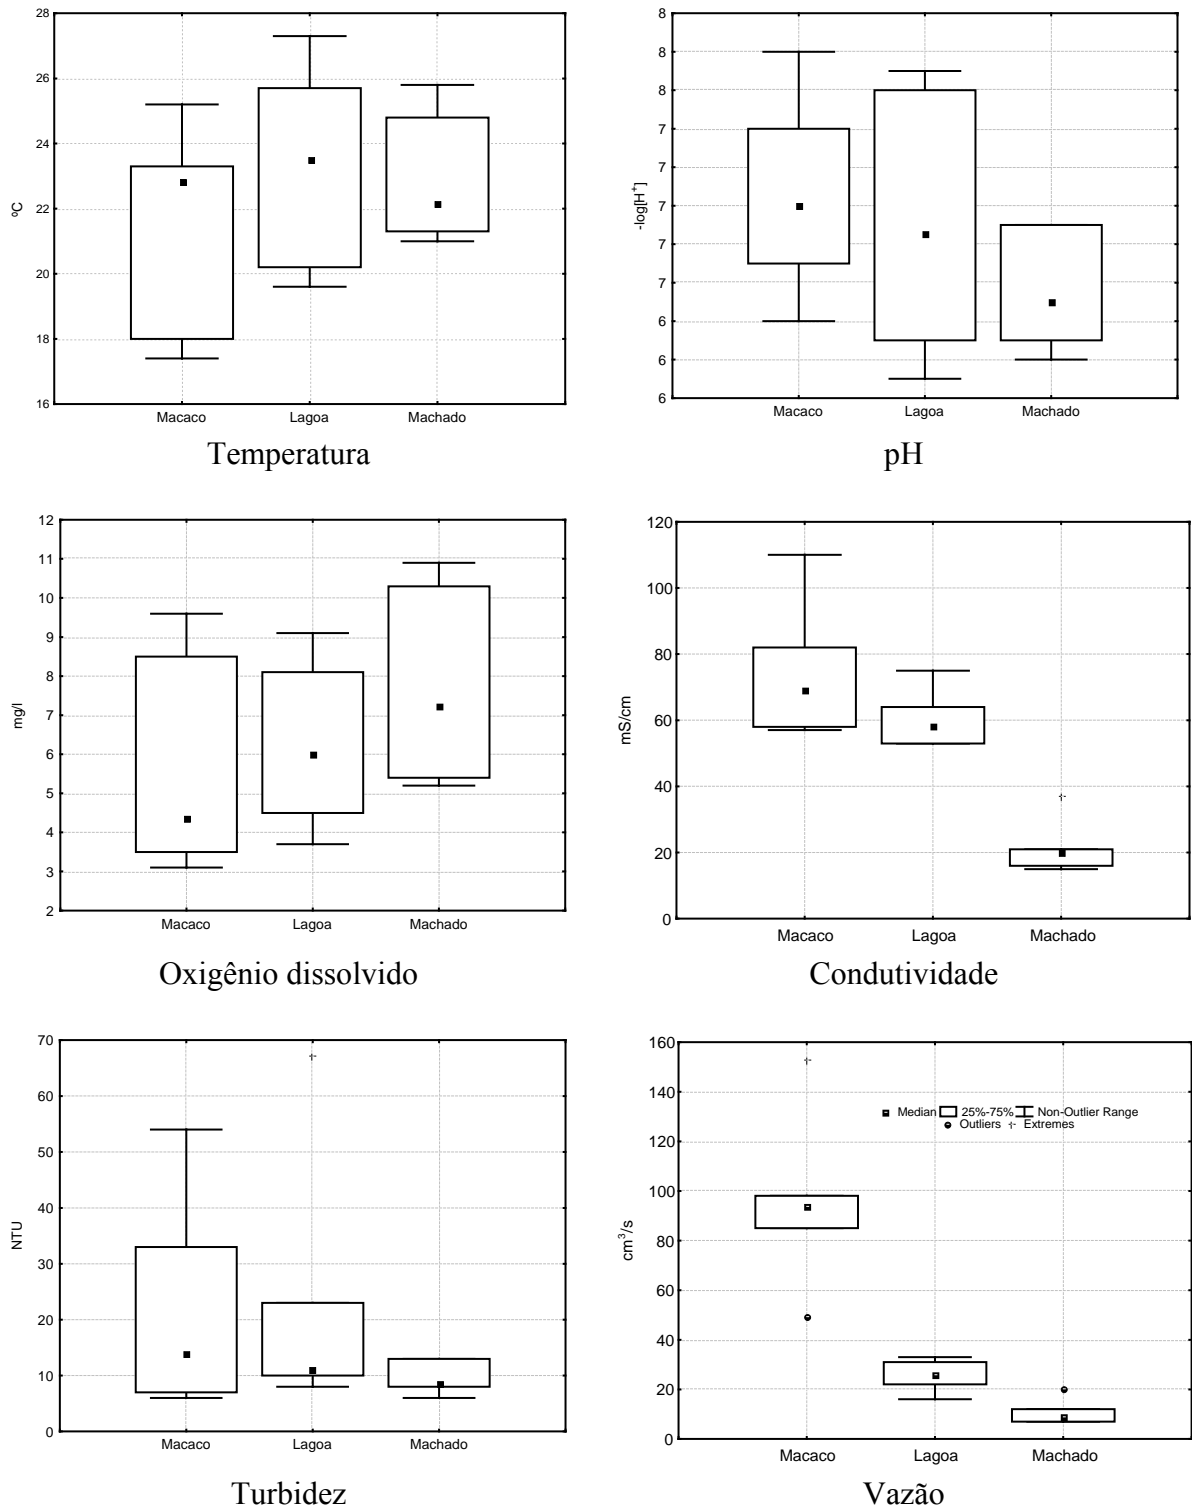 28
26
24
22
20
18
16
ºC
Macaco Lagoa Machado
Temperatura
8
8
7
7
7
7
7
6
6
6
-log[H+]
Macaco Lagoa Machado
pH
12
11
10
9
8
7
6
5
4
3
2
mg/l
Macaco Lagoa Machado
Oxigênio dissolvido
120
100
80
60
40
20
0
mS/cm
Macaco Lagoa Machado
Condutividade
70
60
50
40
30
20
10
0
NTU
Macaco Lagoa Machado
Turbidez
160
140
120
100
80
60
40
20
0
cm³/s
Median 25%-75% Non-Outlier Range
Outliers Extremes
Macaco Lagoa Machado
Vazão